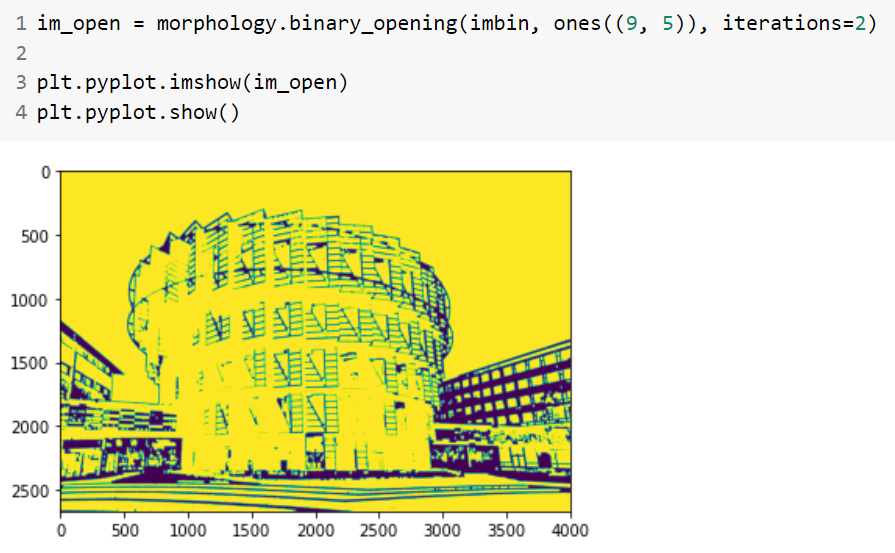 1 im_open = morphology.binary_opening(imbin, ones((9, 5)), iterations=2)
2
3 plt.pyplot.imshow(im_open)
4 plt.pyplot.show()
0
500
1000
1500
2000
2500
0 500 1000 1500 2000 2500 3000 3500 4000